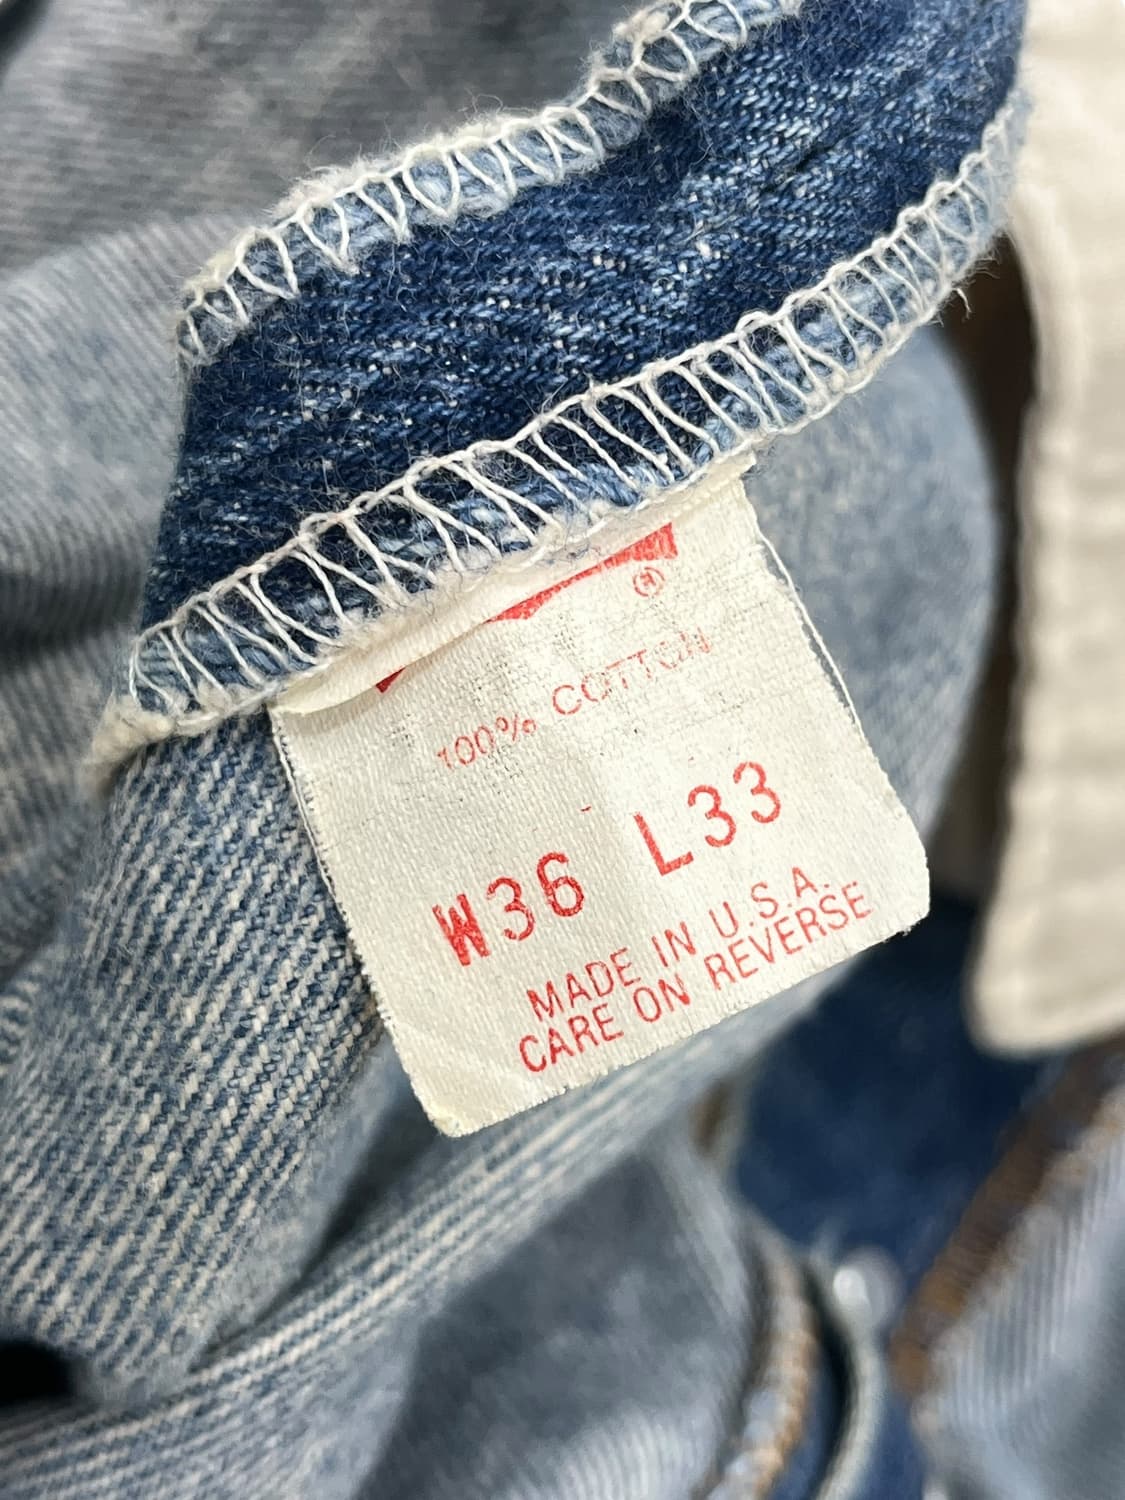 ®
100% COTTON
W36 L33
MADE IN U.S.A.
CARE ON REVERSE